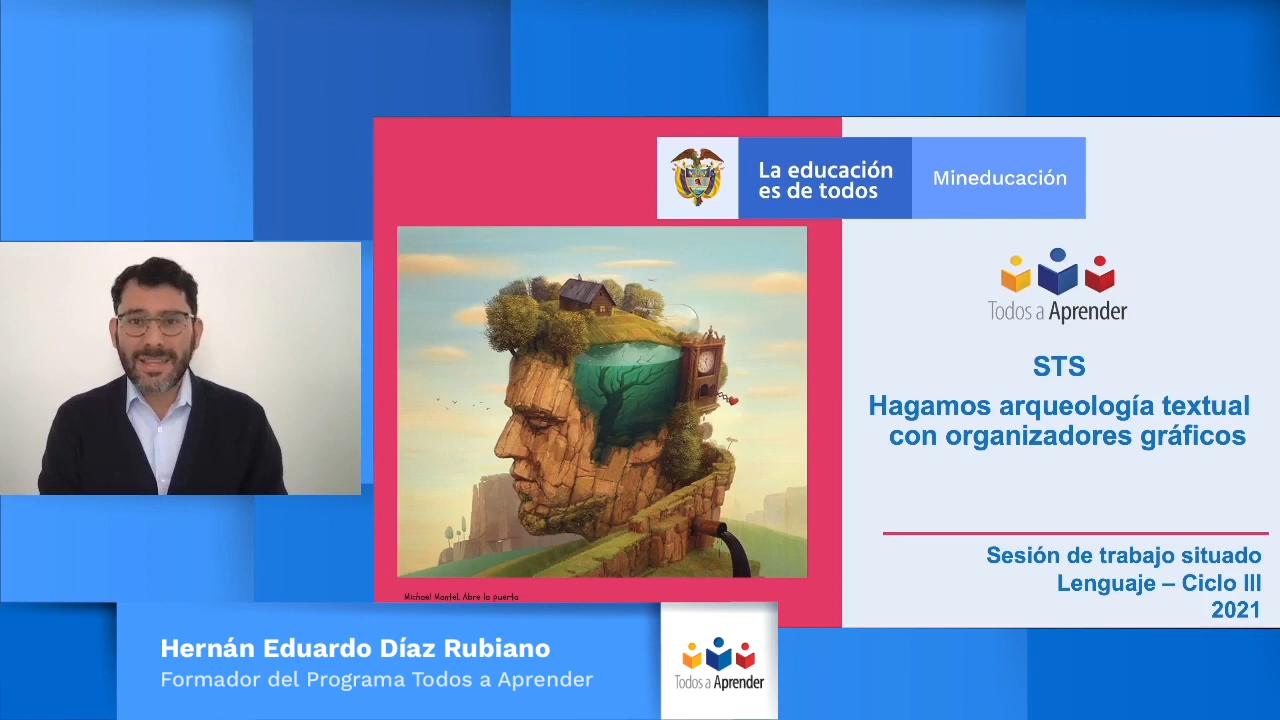 La educación
es de todos
Mineducación
Todos a Aprender
STS
Hagamos arqueología textual
con organizadores gráficos
Sesión de trabajo situado
Lenguaje – Ciclo III
2021
Michael Mantel. Abre la puerta
Hernán Eduardo Díaz Rubiano
Formador del Programa Todos a Aprender
Todos a Aprender